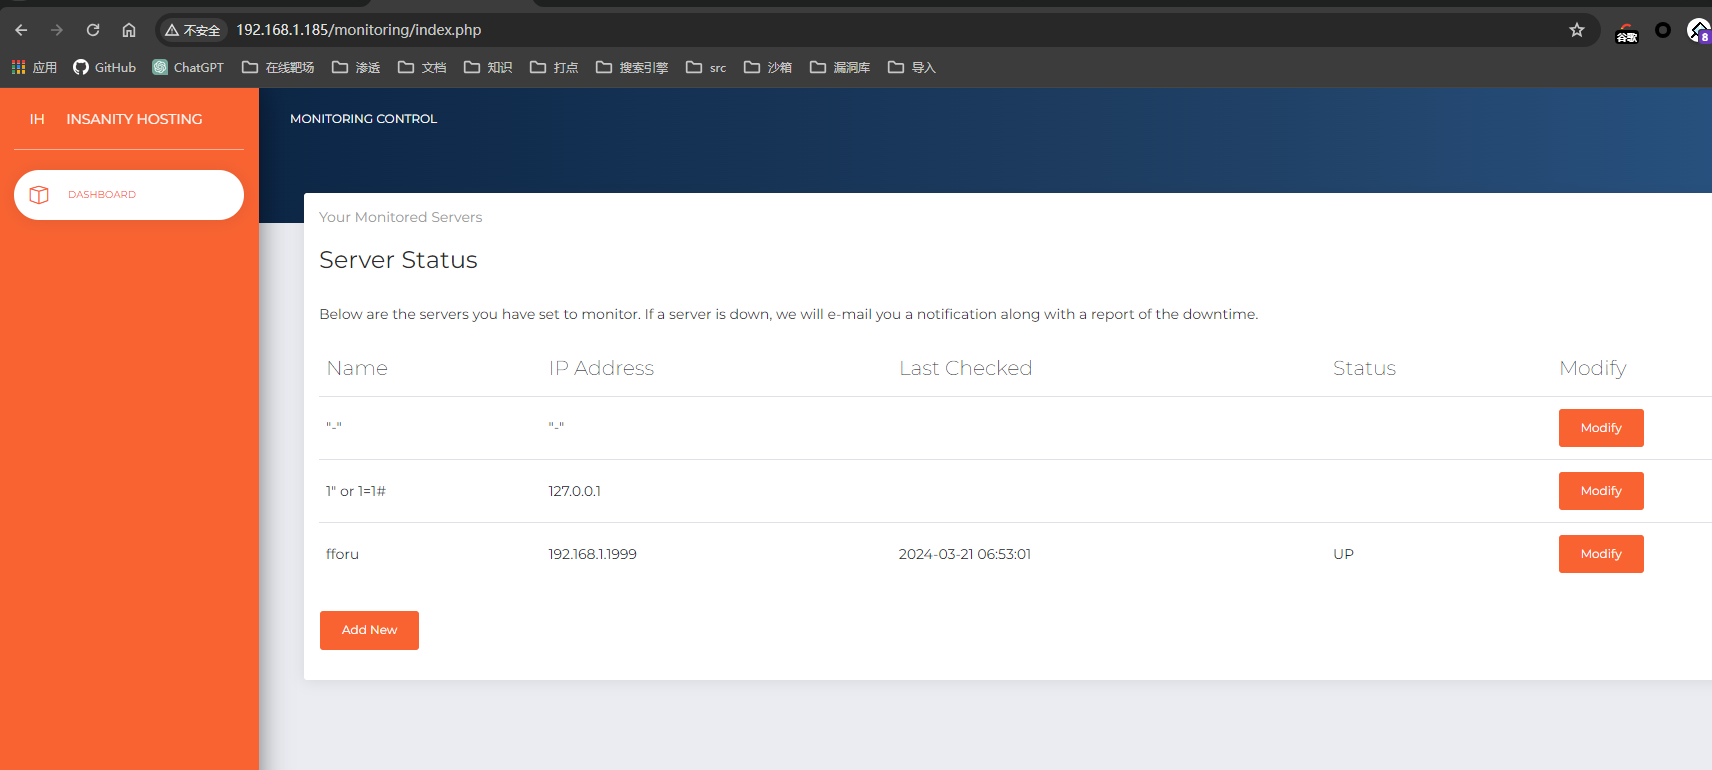 不安全 192.168.1.185/monitoring/index.php
谷歌 8
应用 GitHub ChatGPT 在线靶场 渗透 文档 知识 打点 搜索引擎 src 沙箱 漏洞库 导入
IH INSANITY HOSTING
MONITORING CONTROL
DASHBOARD
Your Monitored Servers
Server Status
Below are the servers you have set to monitor. If a server is down, we will e-mail you a notification along with a report of the downtime.
Name IP Address Last Checked Status Modify
"-" "-" Modify
1" or 1=1# 127.0.0.1 Modify
fforu 192.168.1.1999 2024-03-21 06:53:01 UP Modify
Add New